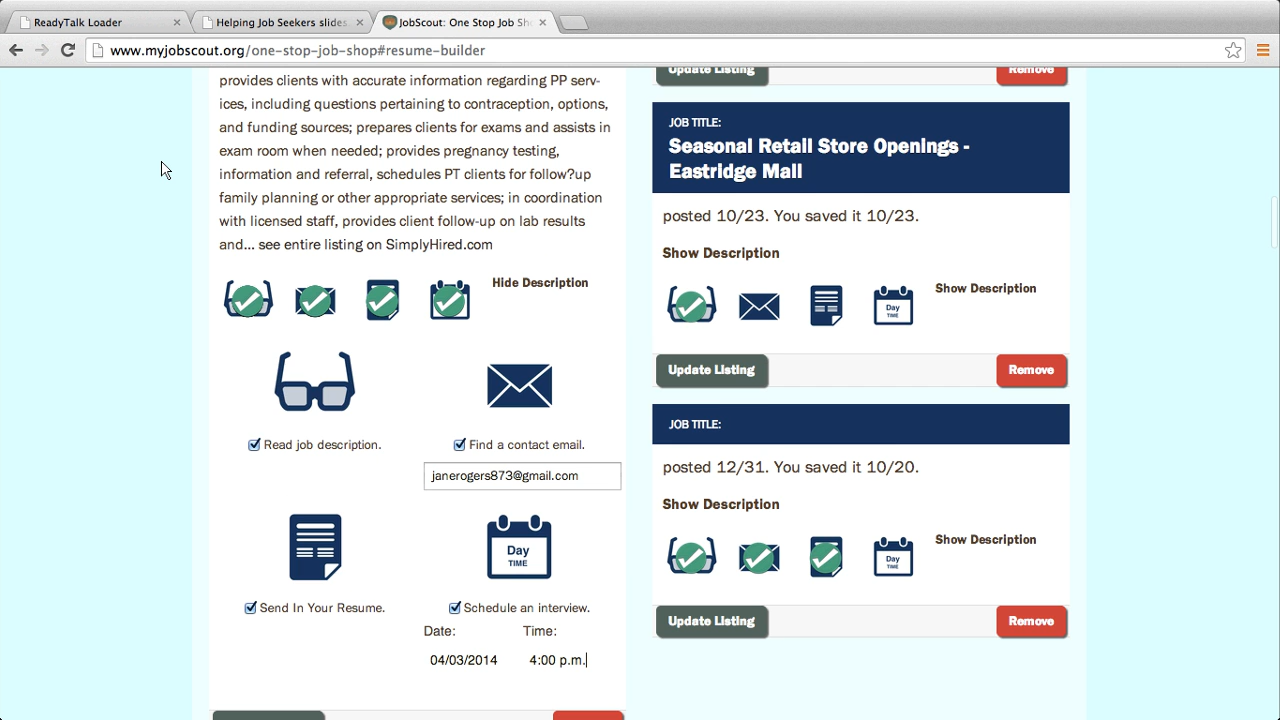 ReadyTalk Loader
Helping Job Seekers slides.
JobScout: One Stop Job Sh
www.myjobscout.org/one-stop-job-shop#resume-builder
provides clients with accurate information regarding PP serv-
ices, including questions pertaining to contraception, options,
and funding sources; prepares clients for exams and assists in
exam room when needed; provides pregnancy testing,
information and referral, schedules PT clients for follow?up
family planning or other appropriate services; in coordination
with licensed staff, provides client follow-up on lab results
and... see entire listing on SimplyHired.com
Hide Description
Read job description.
Find a contact email.
janerogers873@gmail.com
Day
TIME
Send In Your Resume.
Schedule an interview.
Date:
Time:
04/03/2014
4:00 p.m.
Update Listing
Remove
JOB TITLE:
Seasonal Retail Store Openings -
Eastridge Mall
posted 10/23. You saved it 10/23.
Show Description
Day
TIME
Show Description
Update Listing
Remove
JOB TITLE:
posted 12/31. You saved it 10/20.
Show Description
Day
TIME
Show Description
Update Listing
Remove